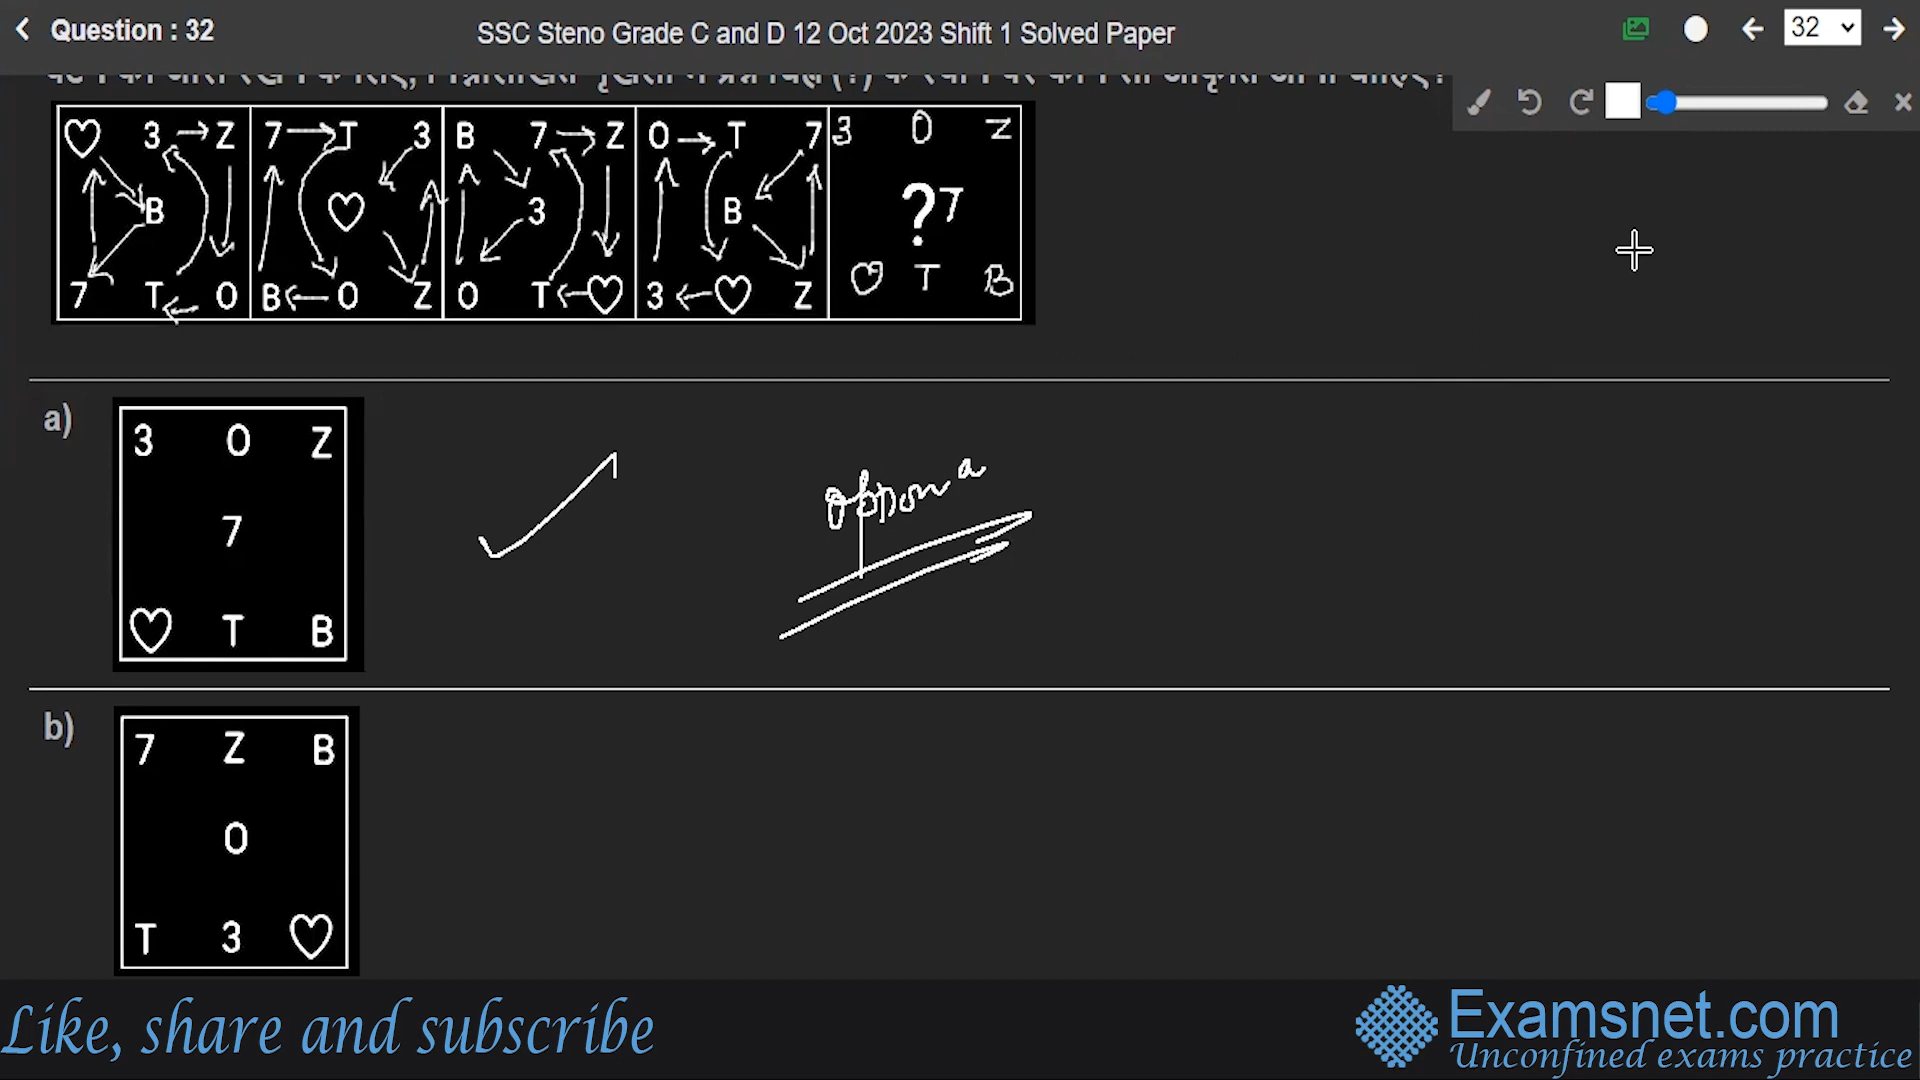 Question : 32
SSC Steno Grade C and D 12 Oct 2023 Shift 1 Solved Paper
32
♡ 3 → Z 7 → T 3 B 7 → Z O → T 7 3 O Z
B ♡ 3 B ? 7
7 T ← O B ← O Z O T ← ♡ 3 ← ♡ Z ♡ T B
a)
3 O Z
7
♡ T B
option a
b)
7 Z B
O
T 3 ♡
Like, share and subscribe
Examsnet.com
Unconfined exams practice